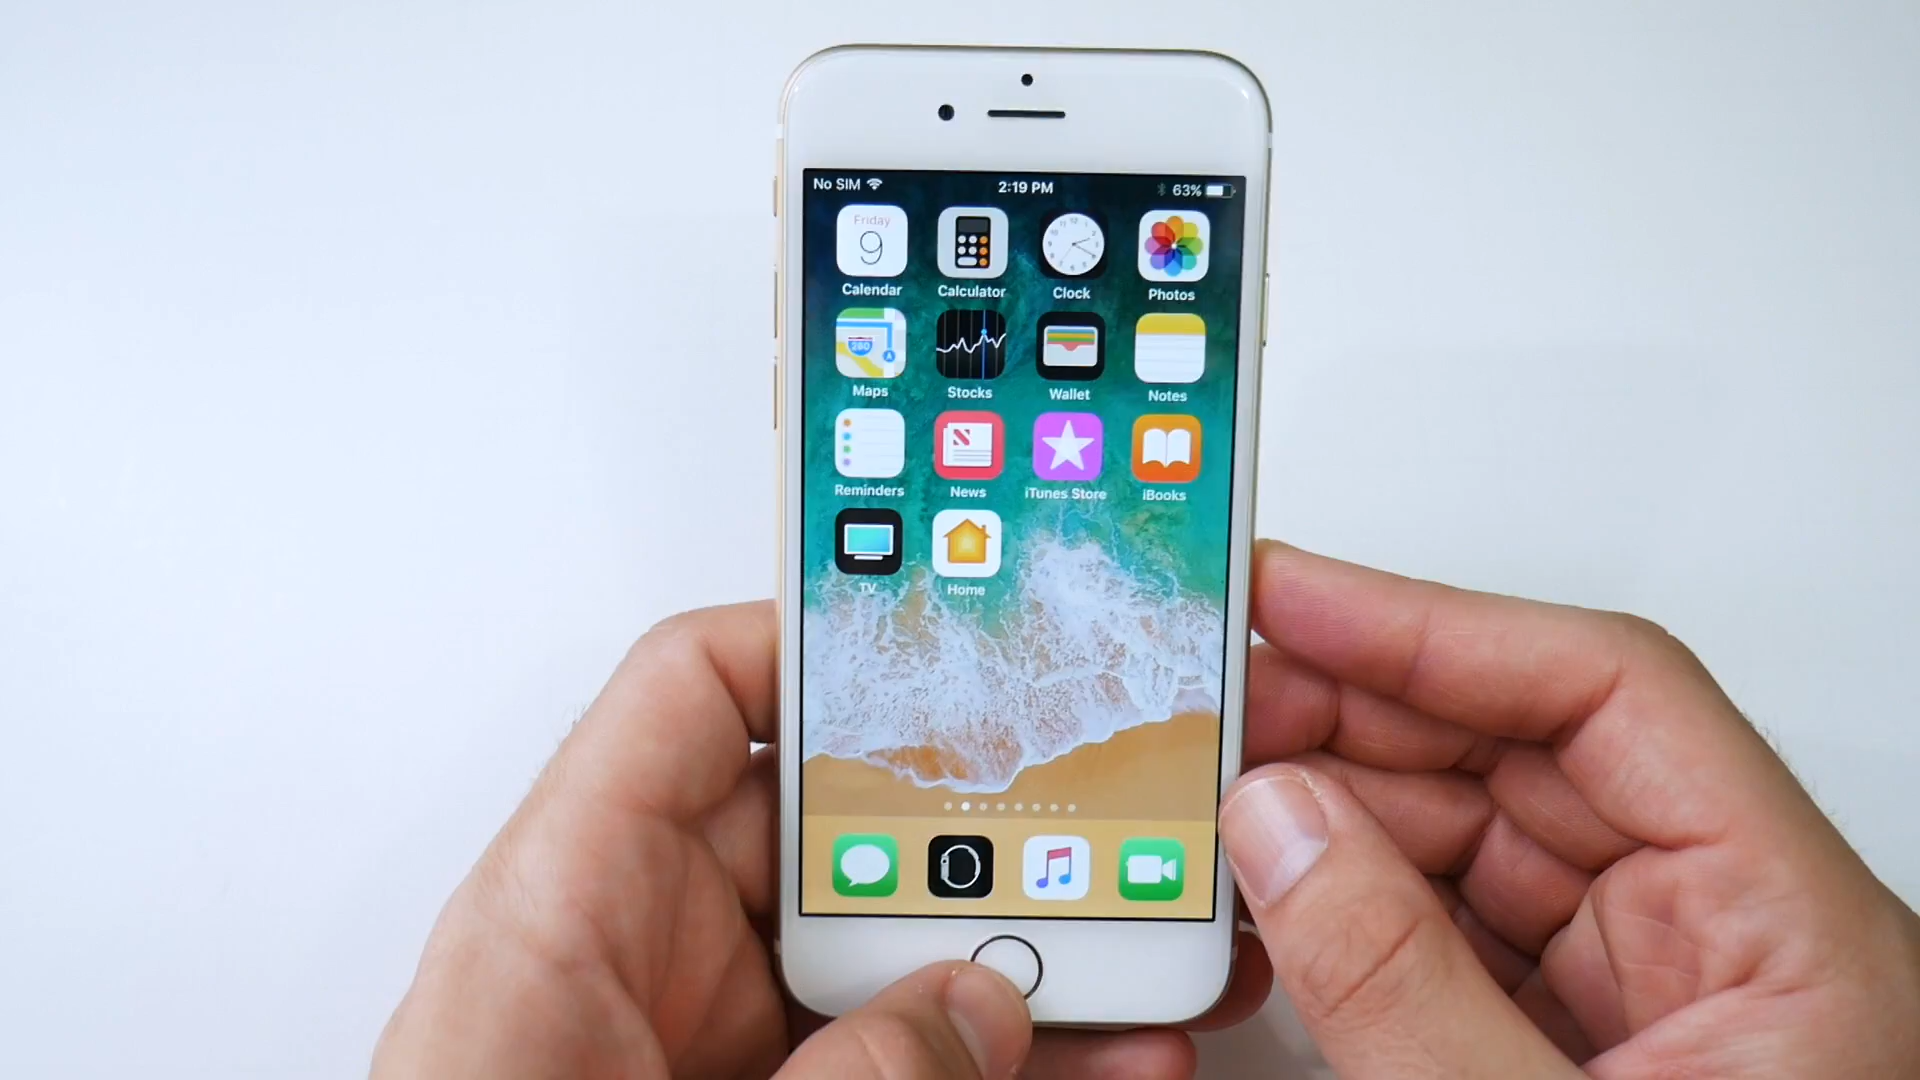 No SIM 2:19 PM 63%
Friday
9
Calendar Calculator Clock Photos
280
Maps Stocks Wallet Notes
Reminders News iTunes Store iBooks
TV Home